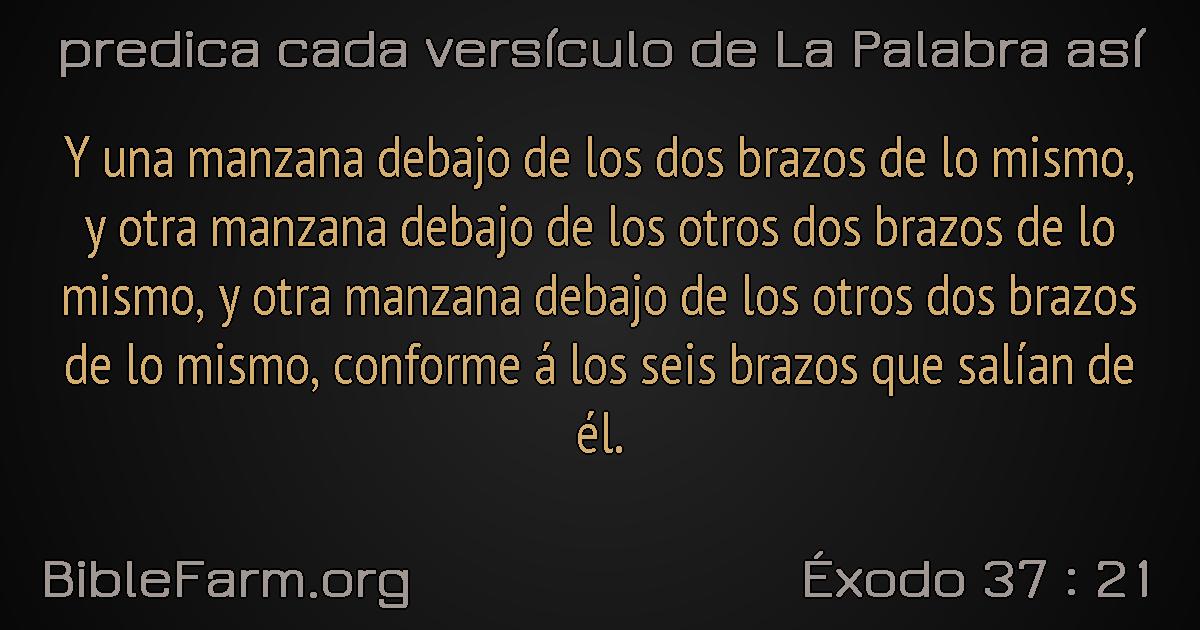 predica cada versículo de La Palabra así
Y una manzana debajo de los dos brazos de lo mismo,
y otra manzana debajo de los otros dos brazos de lo
mismo, y otra manzana debajo de los otros dos brazos
de lo mismo, conforme á los seis brazos que salían de
él.
BibleFarm.org
Éxodo 37 : 21